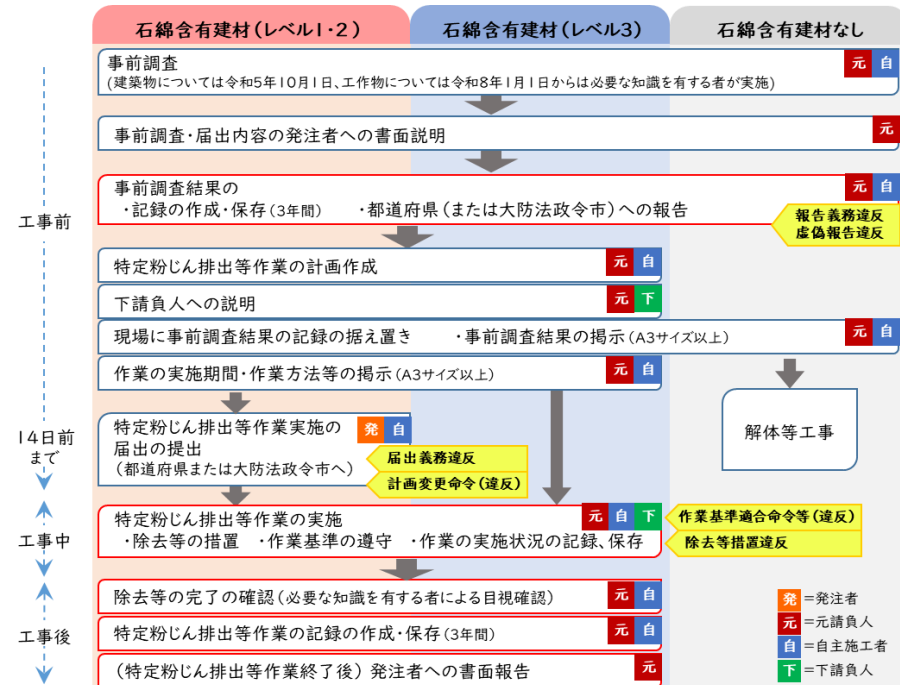 石綿含有建材(レベル1・2)
石綿含有建材(レベル3)
石綿含有建材なし
事前調査
(建築物については令和5年10月1日、工作物については令和8年1月1日からは必要な知識を有する者が実施)
元 自
事前調査・届出内容の発注者への書面説明
元
工事前
事前調査結果の
・記録の作成・保存(3年間) ・都道府県(または大防法政令市)への報告
元 自
報告義務違反
虚偽報告違反
特定粉じん排出等作業の計画作成
元 自
下請負人への説明
元 下
現場に事前調査結果の記録の据え置き ・事前調査結果の掲示(A3サイズ以上)
元 自
作業の実施期間・作業方法等の掲示(A3サイズ以上)
元 自
14日前
まで
特定粉じん排出等作業実施の
届出の提出
(都道府県または大防法政令市へ)
発 自
届出義務違反
計画変更命令(違反)
解体等工事
工事中
特定粉じん排出等作業の実施
・除去等の措置 ・作業基準の遵守 ・作業の実施状況の記録、保存
元 自 下
作業基準適合命令等(違反)
除去等措置違反
工事後
除去等の完了の確認(必要な知識を有する者による目視確認)
元 自
特定粉じん排出等作業の記録の作成・保存(3年間)
元 自
(特定粉じん排出等作業終了後)発注者への書面報告
元
発=発注者
元=元請負人
自=自主施工者
下=下請負人